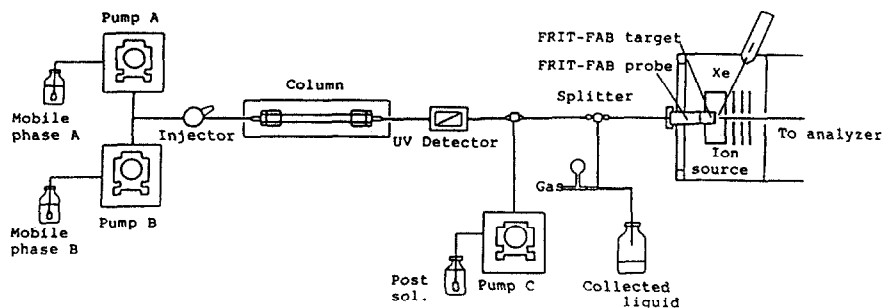 Pump A
Mobile
phase A
Pump B
Mobile
phase B
Injector
Column
UV Detector
Post
sol.
Pump C
Gas
Splitter
Collected
liquid
FRIT-FAB target
FRIT-FAB probe
Xe
Ion
source
To analyzer